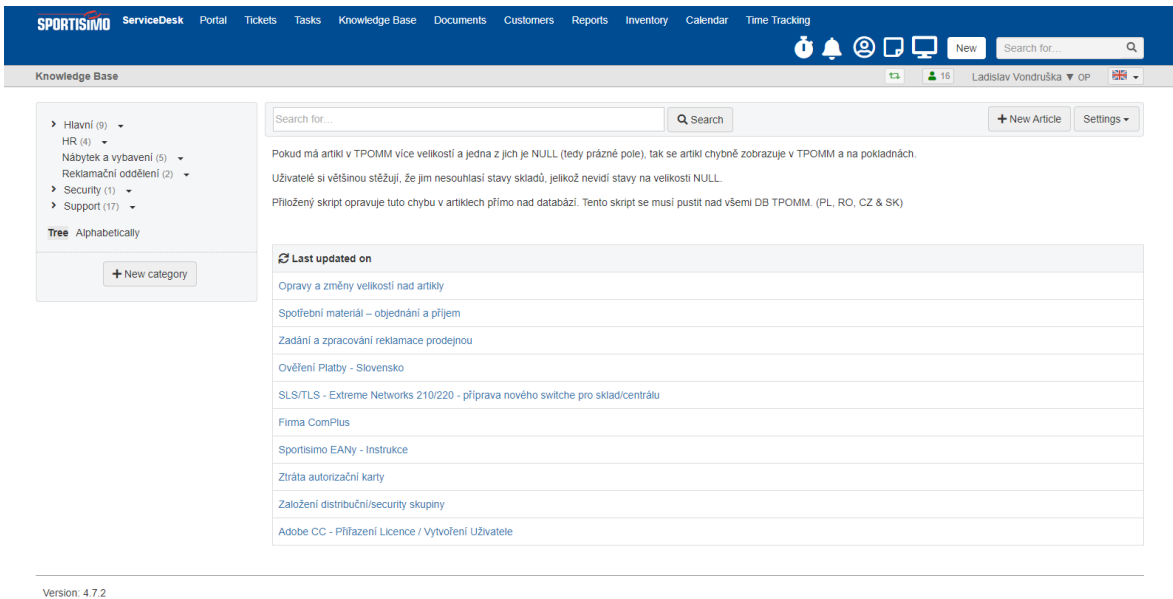 SPORTISIMO ServiceDesk Portal Tickets Tasks Knowledge Base Documents Customers Reports Inventory Calendar Time Tracking
New Search for...
Knowledge Base 16 Ladislav Vondruška ▼ OP
Hlavní (9)
HR (4)
Nábytek a vybavení (5)
Reklamační oddělení (2)
Security (1)
Support (17)
Tree Alphabetically
+ New category
Search for... Search + New Article Settings
Pokud má artikl v TPOMM více velikostí a jedna z jich je NULL (tedy prázné pole), tak se artikl chybně zobrazuje v TPOMM a na pokladnách.
Uživatelé si většinou stěžují, že jim nesouhlasí stavy skladů, jelikož nevidí stavy na velikosti NULL.
Přiložený skript opravuje tuto chybu v artiklech přímo nad databází. Tento skript se musí pustit nad všemi DB TPOMM. (PL, RO, CZ & SK)
Last updated on
Opravy a změny velikostí nad artikly
Spotřební materiál – objednání a příjem
Zadání a zpracování reklamace prodejnou
Ověření Platby - Slovensko
SLS/TLS - Extreme Networks 210/220 - příprava nového switche pro sklad/centrálu
Firma ComPlus
Sportisimo EANy - Instrukce
Ztráta autorizační karty
Založení distribuční/security skupiny
Adobe CC - Přiřazení Licence / Vytvoření Uživatele
Version: 4.7.2